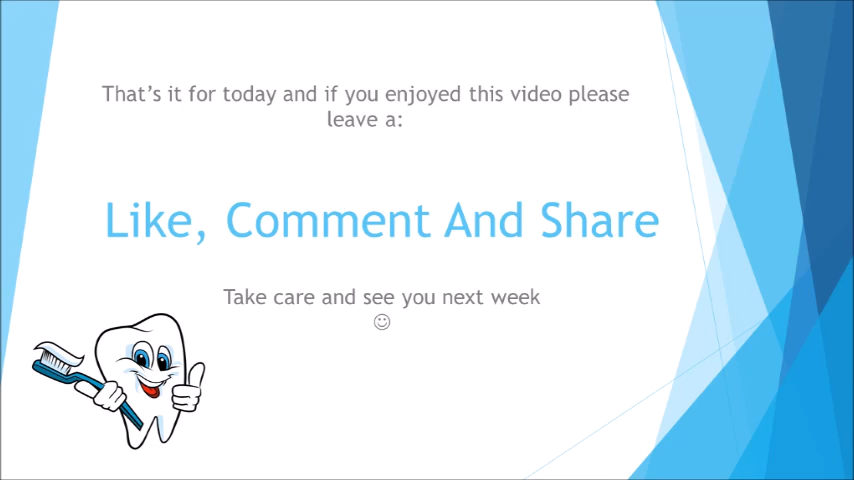 That's it for today and if you enjoyed this video please
leave a:
Like, Comment And Share
Take care and see you next week
☺